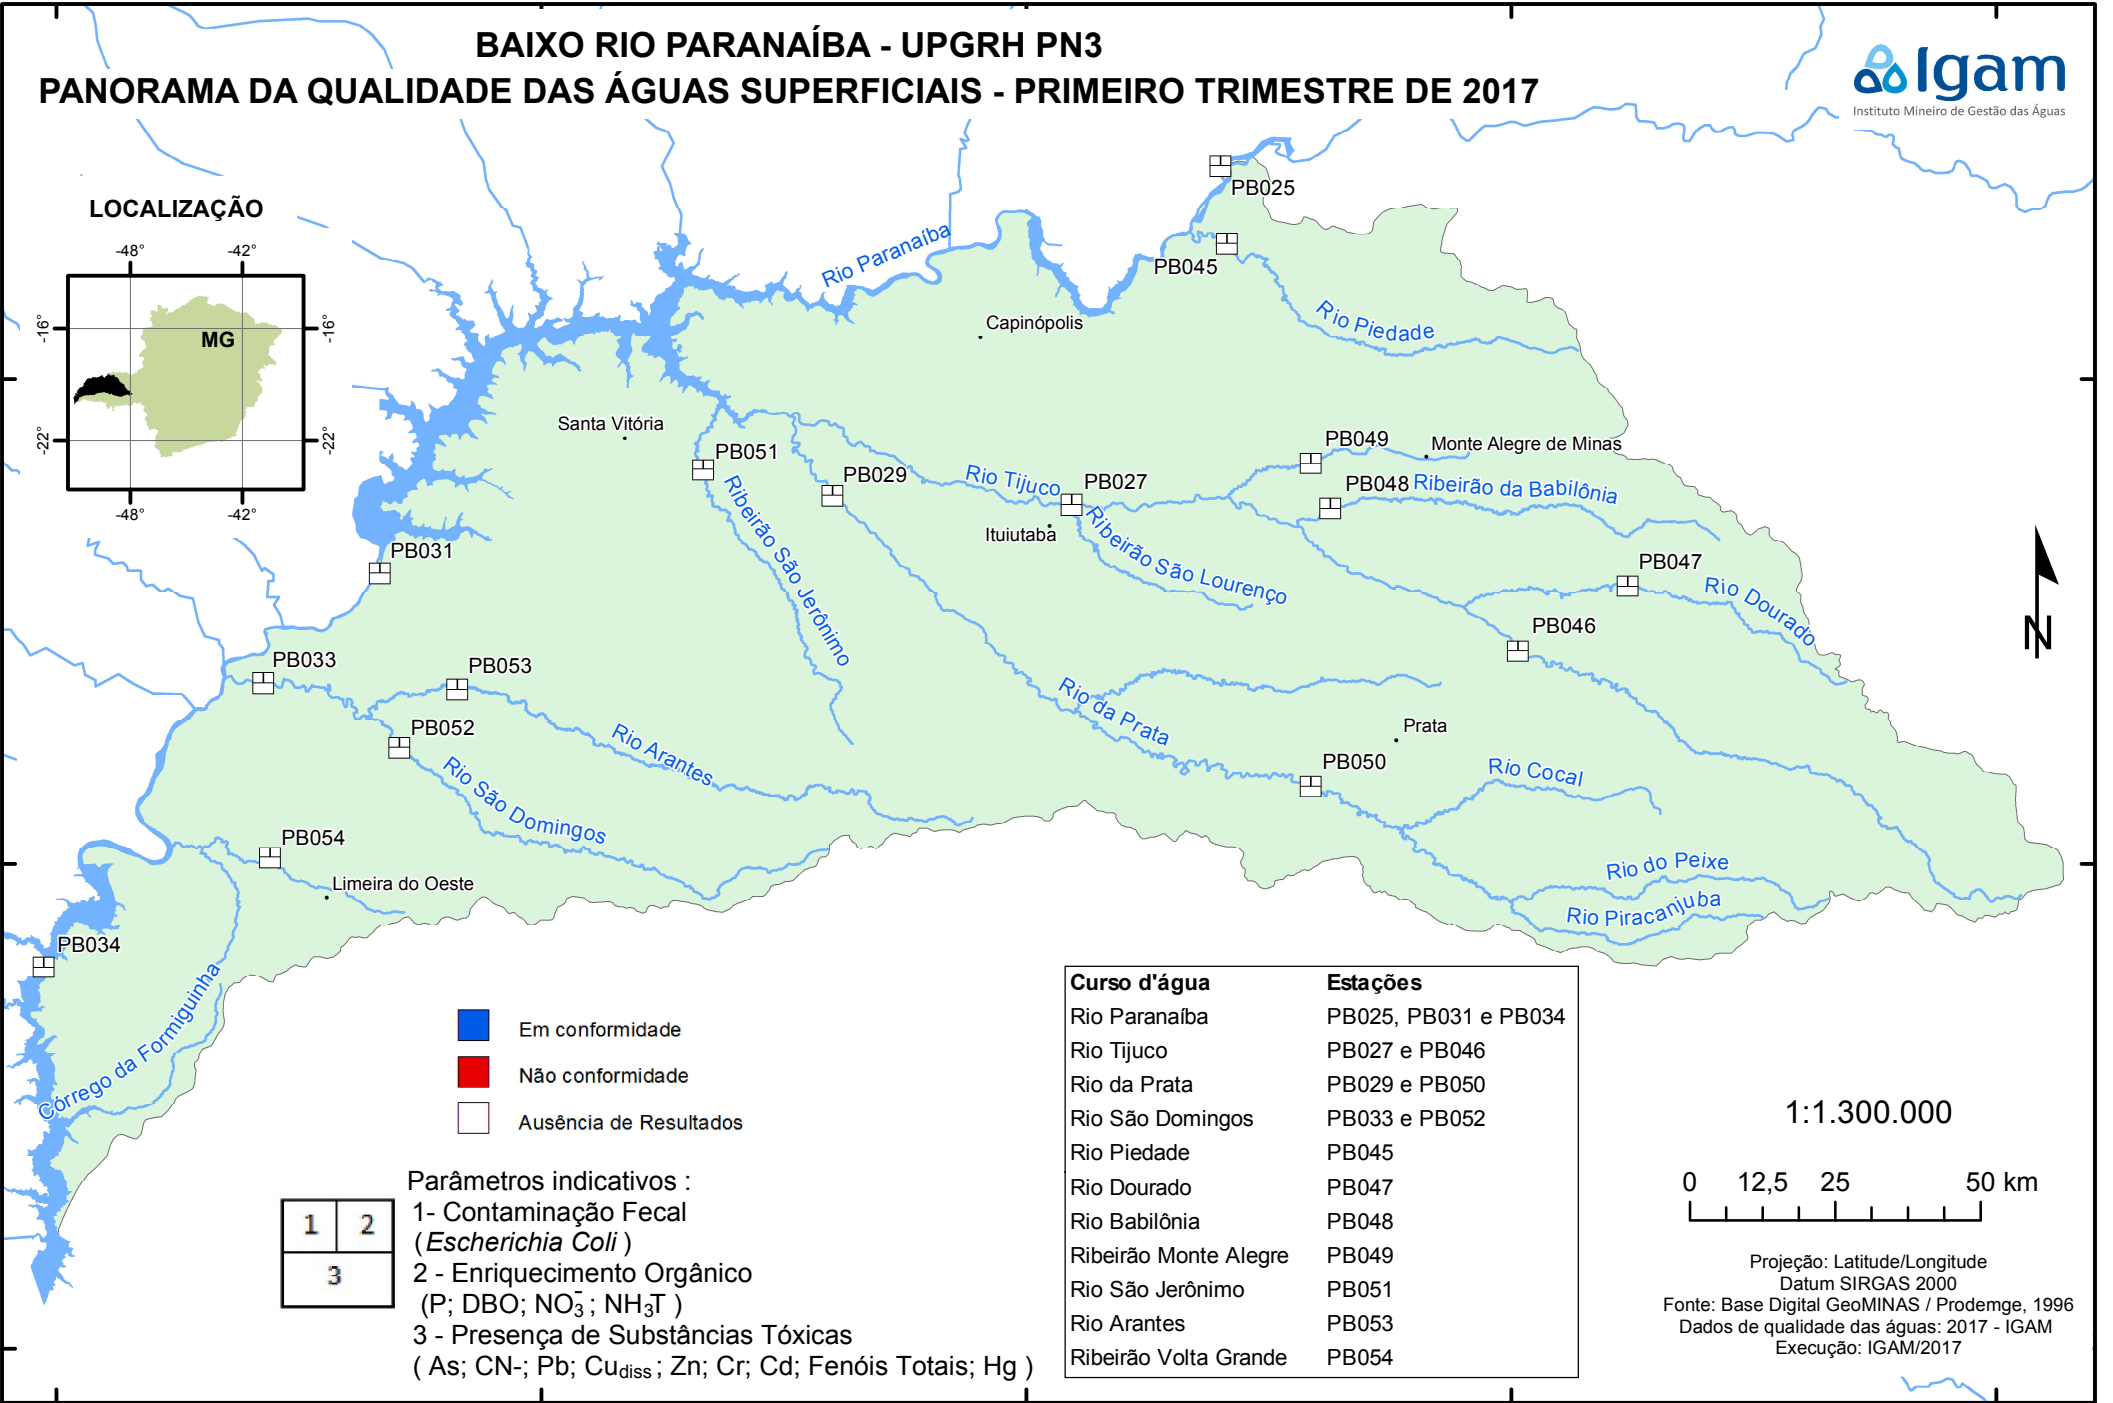 BAIXO RIO PARANAÍBA - UPGRH PN3
PANORAMA DA QUALIDADE DAS ÁGUAS SUPERFICIAIS - PRIMEIRO TRIMESTRE DE 2017
Igam
Instituto Mineiro de Gestão das Águas
LOCALIZAÇÃO
-48° -42°
-16° -16°
MG
-22° -22°
-48° -42°
PB025
Rio Paranaíba
PB045
Rio Piedade
Capinópolis
Santa Vitória
PB051
PB029
Rio Tijuco
PB027
PB049
Monte Alegre de Minas
PB048
Ribeirão da Babilônia
Ituiutaba
Ribeirão São Jerônimo
Ribeirão São Lourenço
PB031
PB047
Rio Dourado
PB046
N
PB033
PB053
Rio da Prata
PB052
Rio Arantes
Prata
PB050
Rio Cocal
Rio São Domingos
PB054
Limeira do Oeste
Rio do Peixe
Rio Piracanjuba
PB034
Córrego da Formiguinha
Em conformidade
Não conformidade
Ausência de Resultados
Parâmetros indicativos :
1 2
3
1- Contaminação Fecal
(Escherichia Coli )
2 - Enriquecimento Orgânico
(P; DBO; NO3- ; NH3T )
3 - Presença de Substâncias Tóxicas
( As; CN-; Pb; Cudiss ; Zn; Cr; Cd; Fenóis Totais; Hg )
Curso d'água Estações
Rio Paranaíba PB025, PB031 e PB034
Rio Tijuco PB027 e PB046
Rio da Prata PB029 e PB050
Rio São Domingos PB033 e PB052
Rio Piedade PB045
Rio Dourado PB047
Rio Babilônia PB048
Ribeirão Monte Alegre PB049
Rio São Jerônimo PB051
Rio Arantes PB053
Ribeirão Volta Grande PB054
1:1.300.000
0 12,5 25 50 km
Projeção: Latitude/Longitude
Datum SIRGAS 2000
Fonte: Base Digital GeoMINAS / Prodemge, 1996
Dados de qualidade das águas: 2017 - IGAM
Execução: IGAM/2017